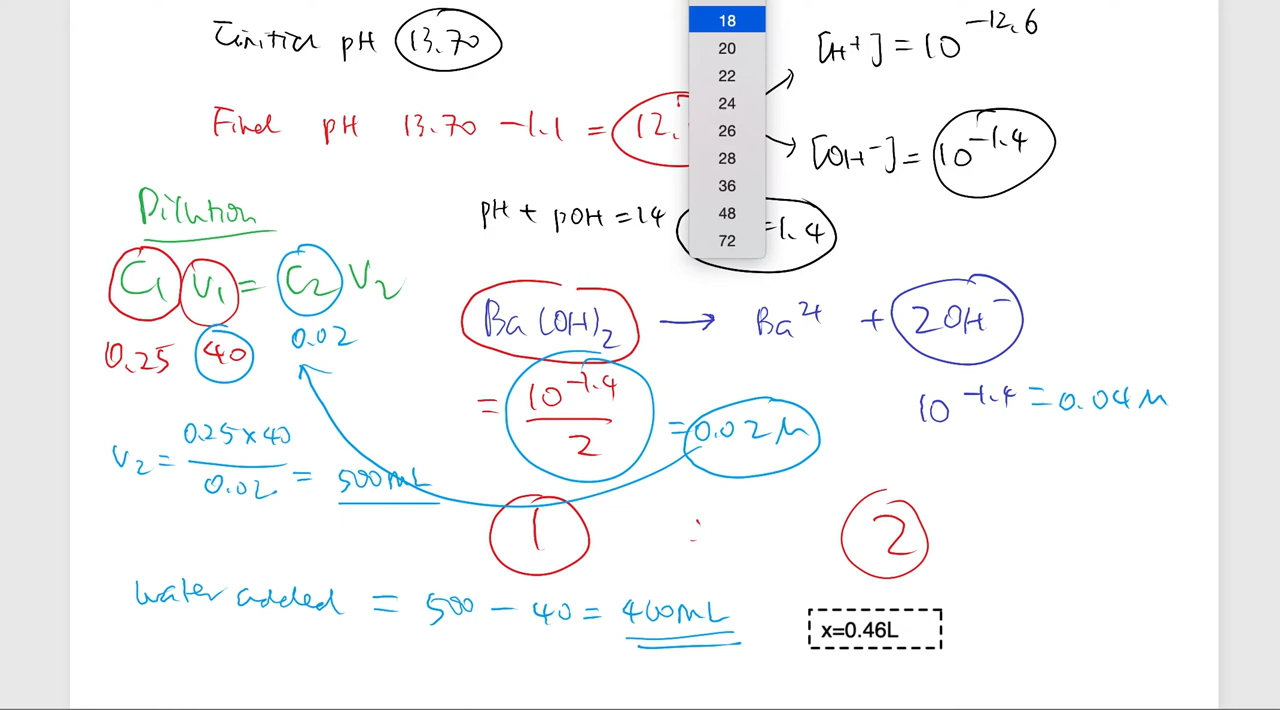 Initial pH 13.70
[H+] = 10^-12.6
Final pH 13.70 - 1.1 = 12.
[OH-] = 10^-1.4
Dilution
pH + pOH = 14
=1.4
C1 V1 = C2 V2
0.25 40 0.02
Ba(OH)2 → Ba2+ + 2OH-
= 10^-1.4 / 2 = 0.02M
10^-1.4 = 0.04M
V2 = 0.25×40 / 0.02 = 500mL
1 : 2
water added = 500 - 40 = 460mL
x=0.46L
18
20
22
24
26
28
36
48
72